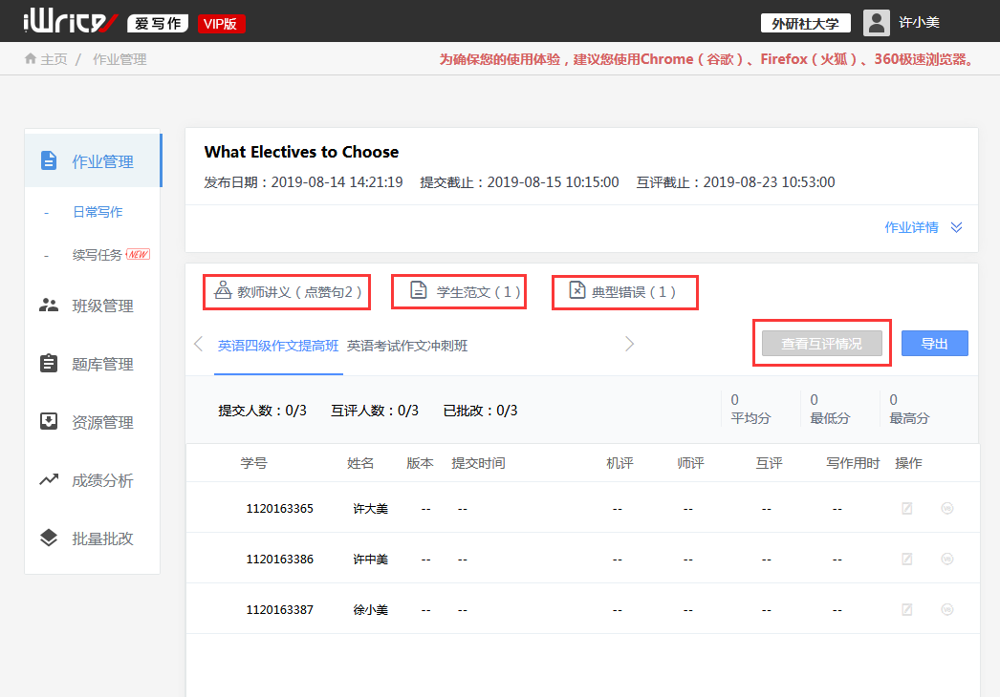 iWrite 爱写作 VIP版 外研社大学 许小美
主页 / 作业管理 为确保您的使用体验，建议您使用Chrome（谷歌）、Firefox（火狐）、360极速浏览器。
作业管理
- 日常写作
- 续写任务 NEW
班级管理
题库管理
资源管理
成绩分析
批量批改
What Electives to Choose
发布日期：2019-08-14 14:21:19 提交截止：2019-08-15 10:15:00 互评截止：2019-08-23 10:53:00
作业详情
教师讲义（点赞句2） 学生范文（1） 典型错误（1）
英语四级作文提高班 英语考试作文冲刺班 查看互评情况 导出
提交人数：0/3 互评人数：0/3 已批改：0/3
0 0 0
平均分 最低分 最高分
学号 姓名 版本 提交时间 机评 师评 互评 写作用时 操作
1120163365 许大美 -- -- -- -- -- --
1120163386 许中美 -- -- -- -- -- --
1120163387 徐小美 -- -- -- -- -- --